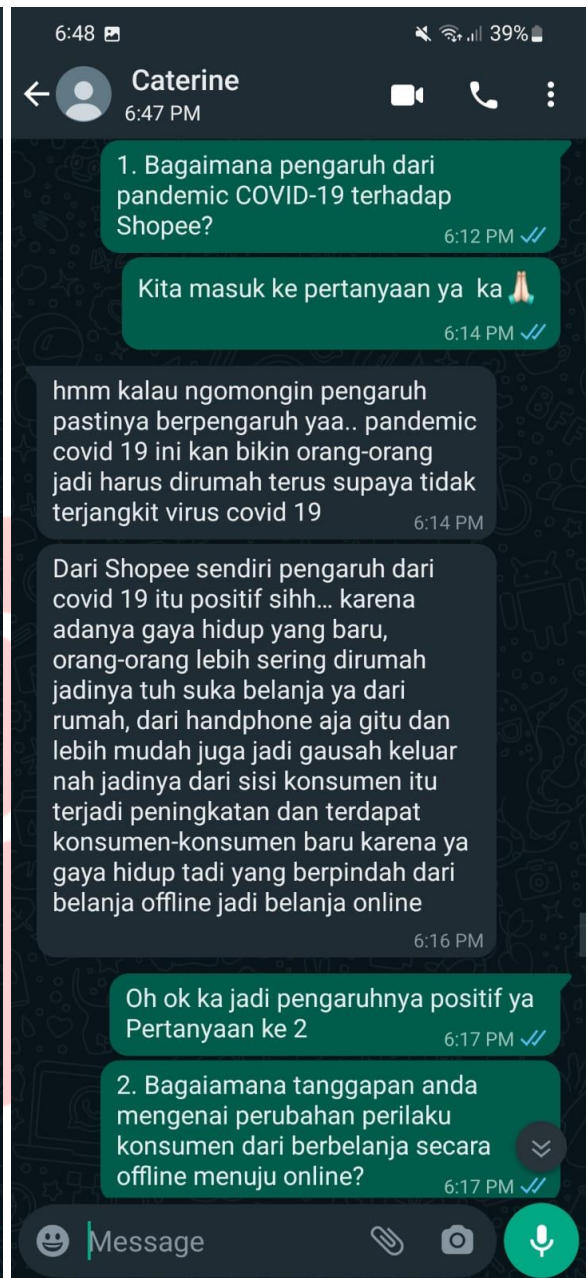 6:48 39%
Caterine
6:47 PM
1. Bagaimana pengaruh dari
pandemic COVID-19 terhadap
Shopee?
6:12 PM
Kita masuk ke pertanyaan ya ka🙏🏻
6:14 PM
hmm kalau ngomongin pengaruh
pastinya berpengaruh yaa.. pandemic
covid 19 ini kan bikin orang-orang
jadi harus dirumah terus supaya tidak
terjangkit virus covid 19
6:14 PM
Dari Shopee sendiri pengaruh dari
covid 19 itu positif sihh... karena
adanya gaya hidup yang baru,
orang-orang lebih sering dirumah
jadinya tuh suka belanja ya dari
rumah, dari handphone aja gitu dan
lebih mudah juga jadi gausah keluar
nah jadinya dari sisi konsumen itu
terjadi peningkatan dan terdapat
konsumen-konsumen baru karena ya
gaya hidup tadi yang berpindah dari
belanja offline jadi belanja online
6:16 PM
Oh ok ka jadi pengaruhnya positif ya
Pertanyaan ke 2
6:17 PM
2. Bagaiamana tanggapan anda
mengenai perubahan perilaku
konsumen dari berbelanja secara
offline menuju online?
6:17 PM
Message